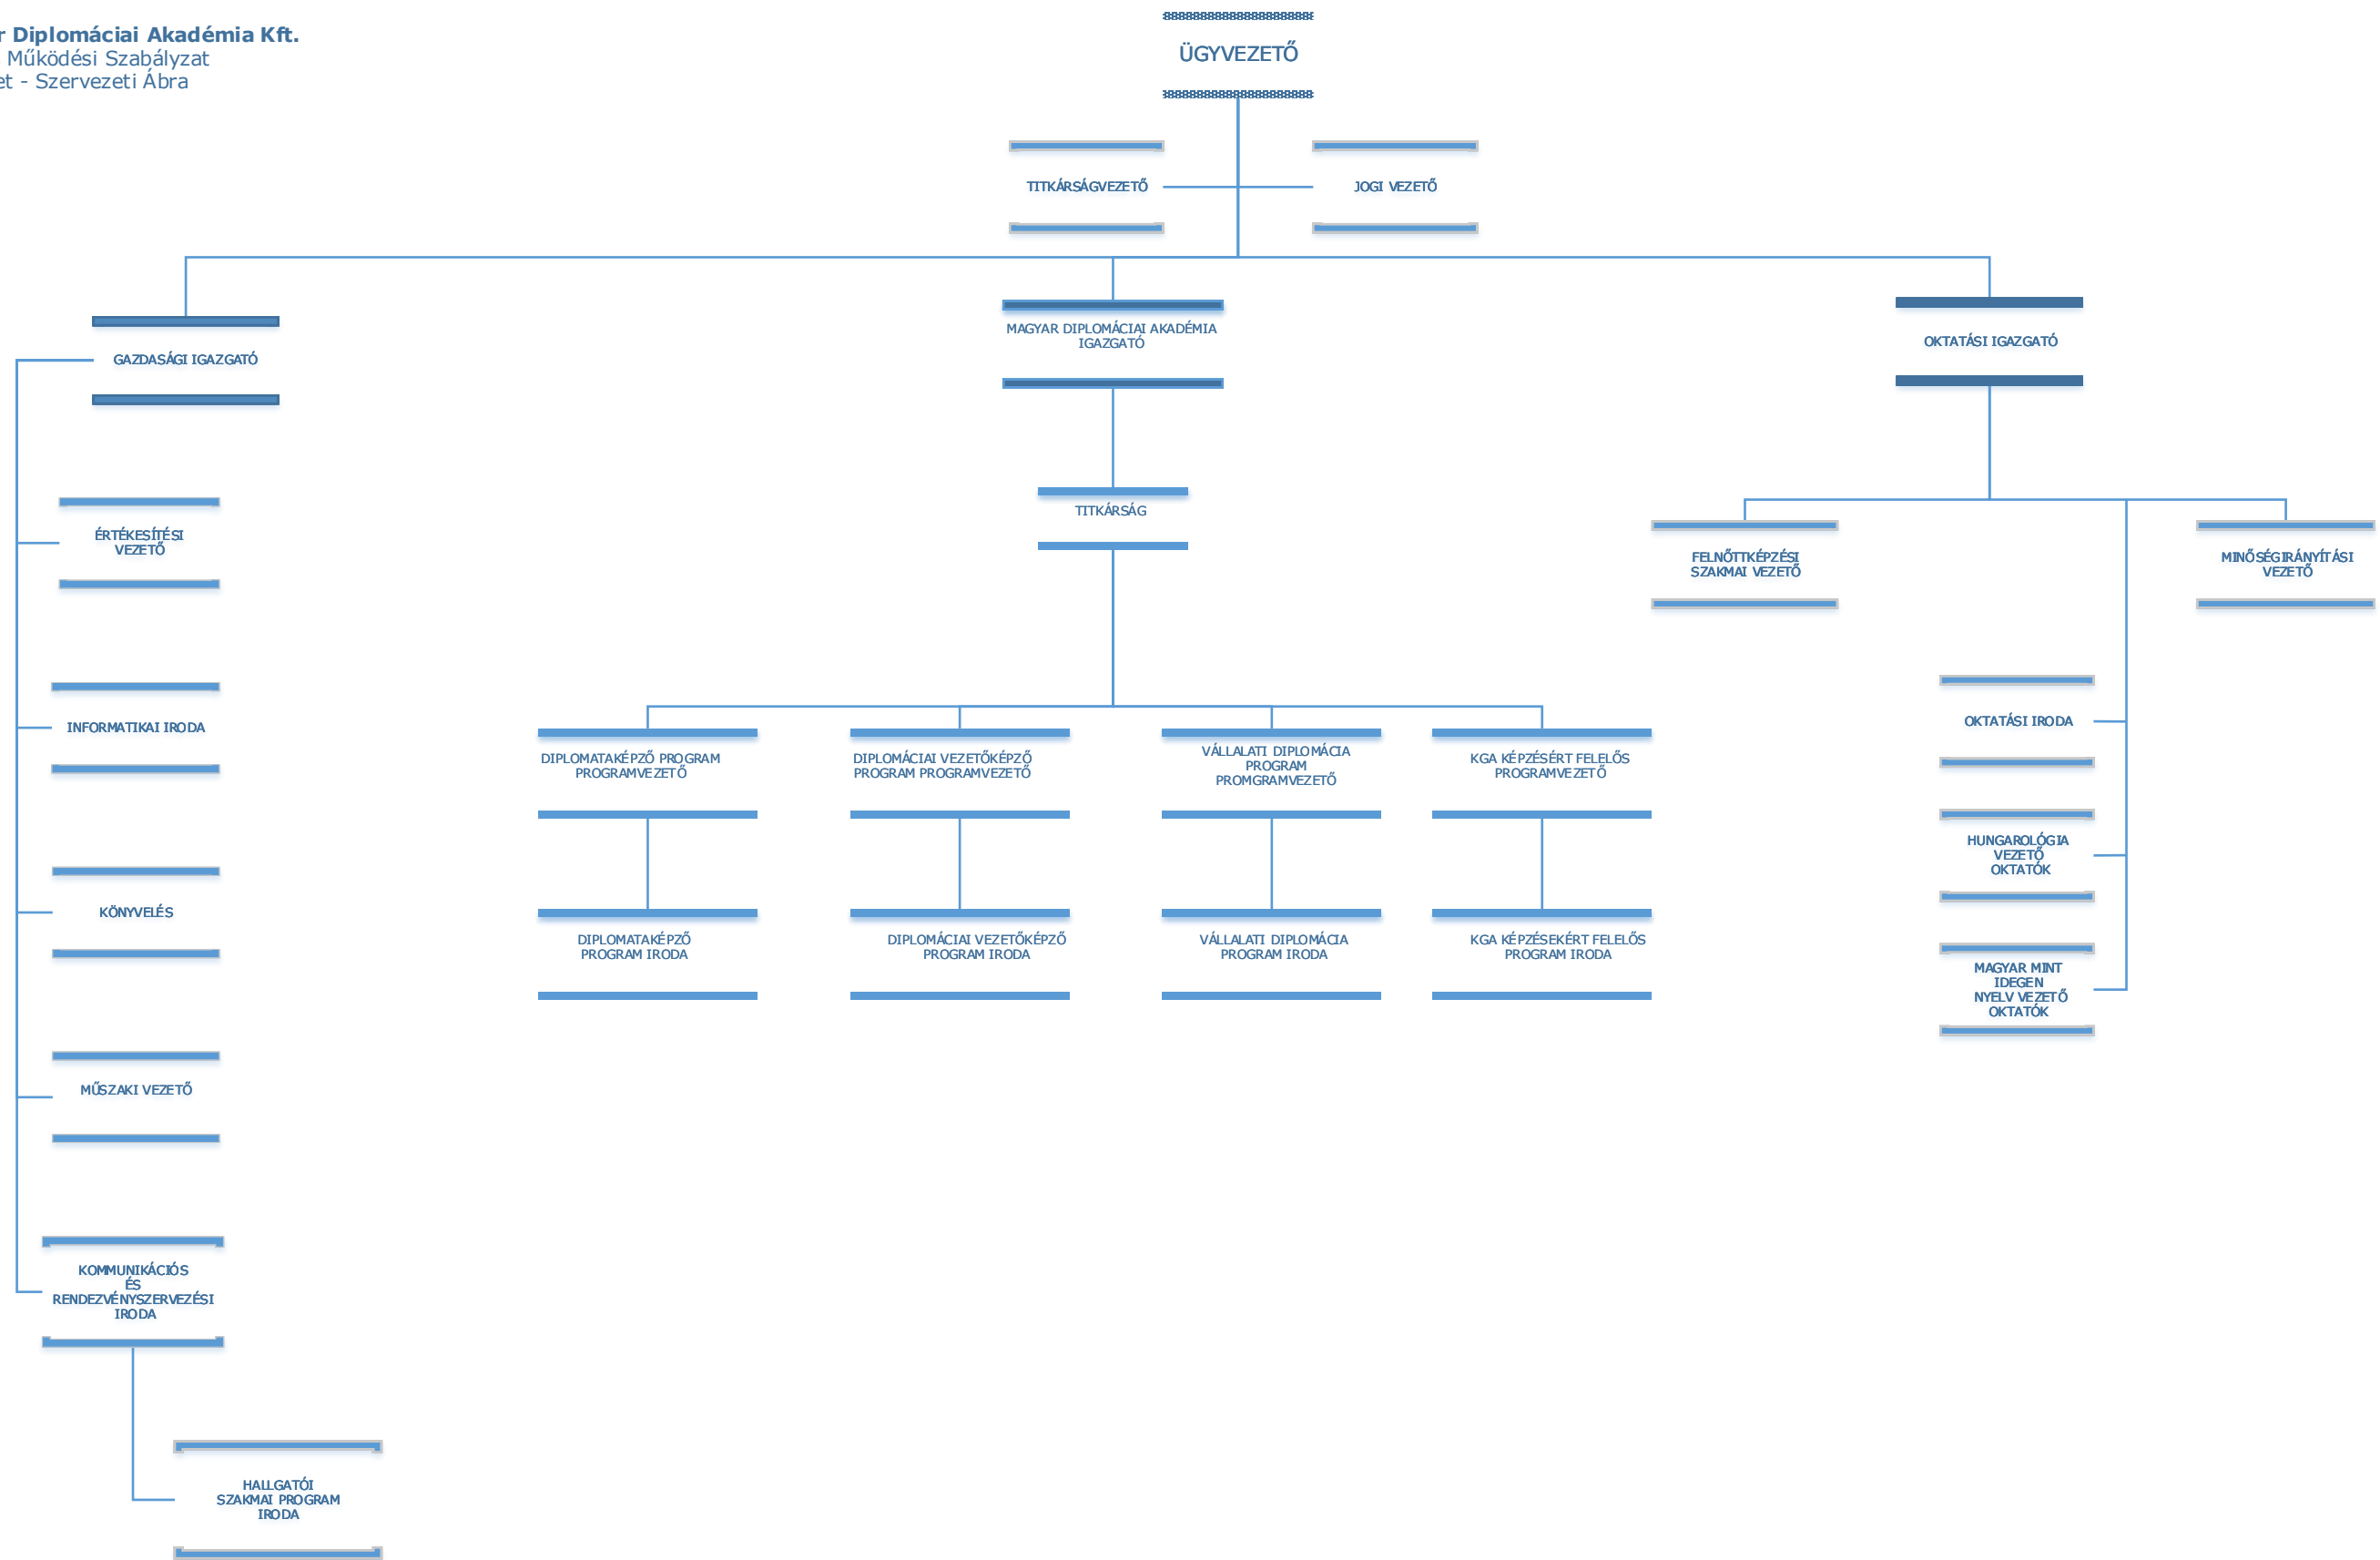 r Diplomáciai Akadémia Kft.
Működési Szabályzat
et - Szervezeti Ábra
ÜGYVEZETŐ
TITKÁRSÁGVEZETŐ
JOGI VEZETŐ
GAZDASÁGI IGAZGATÓ
MAGYAR DIPLOMÁCIAI AKADÉMIA
IGAZGATÓ
OKTATÁSI IGAZGATÓ
ÉRTÉKESÍTÉSI
VEZETŐ
INFORMATIKAI IRODA
KÖNYVELÉS
MŰSZAKI VEZETŐ
KOMMUNIKÁCIÓS
ÉS
RENDEZVÉNYSZERVEZÉSI
IRODA
HALLGATÓI
SZAKMAI PROGRAM
IRODA
TITKÁRSÁG
DIPLOMATAKÉPZŐ PROGRAM
PROGRAMVEZETŐ
DIPLOMÁCIAI VEZETŐKÉPZŐ
PROGRAM PROGRAMVEZETŐ
VÁLLALATI DIPLOMÁCIA
PROGRAM
PROMGRAMVEZETŐ
KGA KÉPZÉSÉRT FELELŐS
PROGRAMVEZETŐ
DIPLOMATAKÉPZŐ
PROGRAM IRODA
DIPLOMÁCIAI VEZETŐKÉPZŐ
PROGRAM IRODA
VÁLLALATI DIPLOMÁCIA
PROGRAM IRODA
KGA KÉPZÉSEKÉRT FELELŐS
PROGRAM IRODA
FELNŐTTKÉPZÉSI
SZAKMAI VEZETŐ
MINŐSÉGIRÁNYÍTÁSI
VEZETŐ
OKTATÁSI IRODA
HUNGAROLÓGIA
VEZETŐ
OKTATÓK
MAGYAR MINT
IDEGEN
NYELV VEZETŐ
OKTATÓK